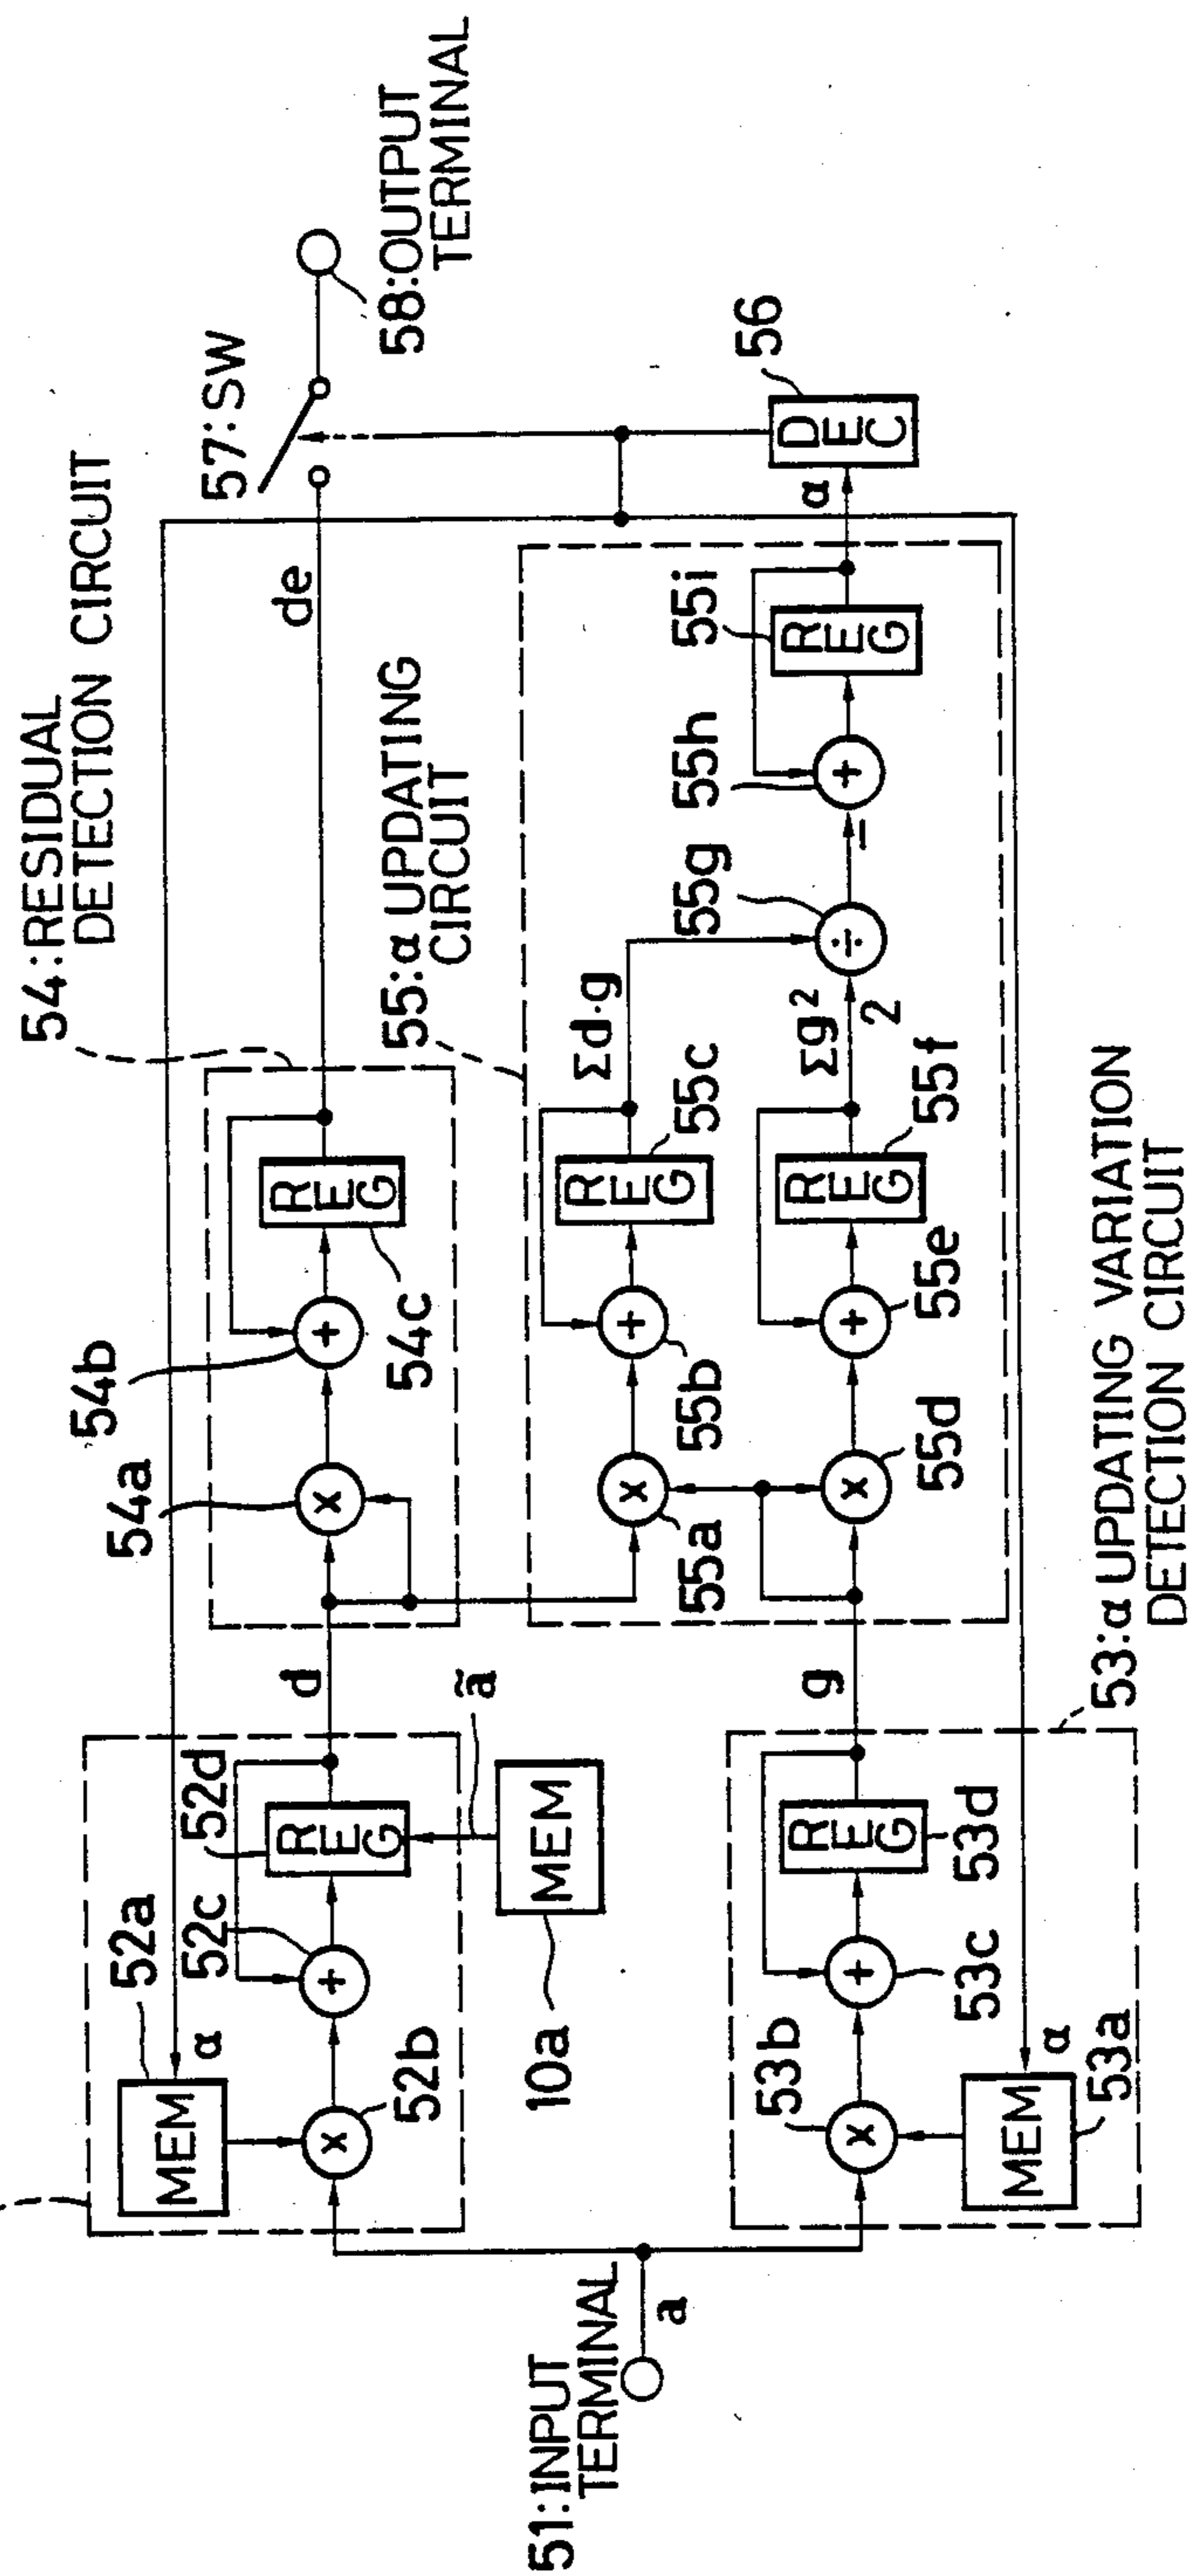 54:RESIDUAL
DETECTION CIRCUIT
57:SW
58:OUTPUT
TERMINAL
de
54a
54b
54c
×
+
REG
55:α UPDATING
CIRCUIT
Σd·g
55g
55h
55i
56
DEC
α
REG
+
−
÷
2
Σg²
55c
REG
55f
REG
+
55b
+
55e
×
55a
×
55d
d
ã
g
52a
MEM
α
52b
×
52c
+
52d
REG
MEM
10a
51:INPUT
TERMINAL
a
53b
×
53c
+
53d
REG
MEM
53a
α
53:α UPDATING VARIATION
DETECTION CIRCUIT